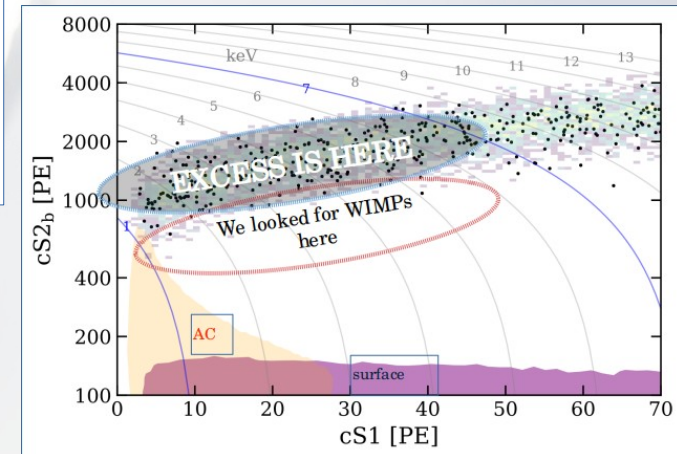 8000
4000
2000
1000
400
200
100
cS2b [PE]
keV
1
2
3
4
5
6
7
8
9
10
11
12
13
EXCESS IS HERE
We looked for WIMPs
here
AC
surface
0 10 20 30 40 50 60 70
cS1 [PE]